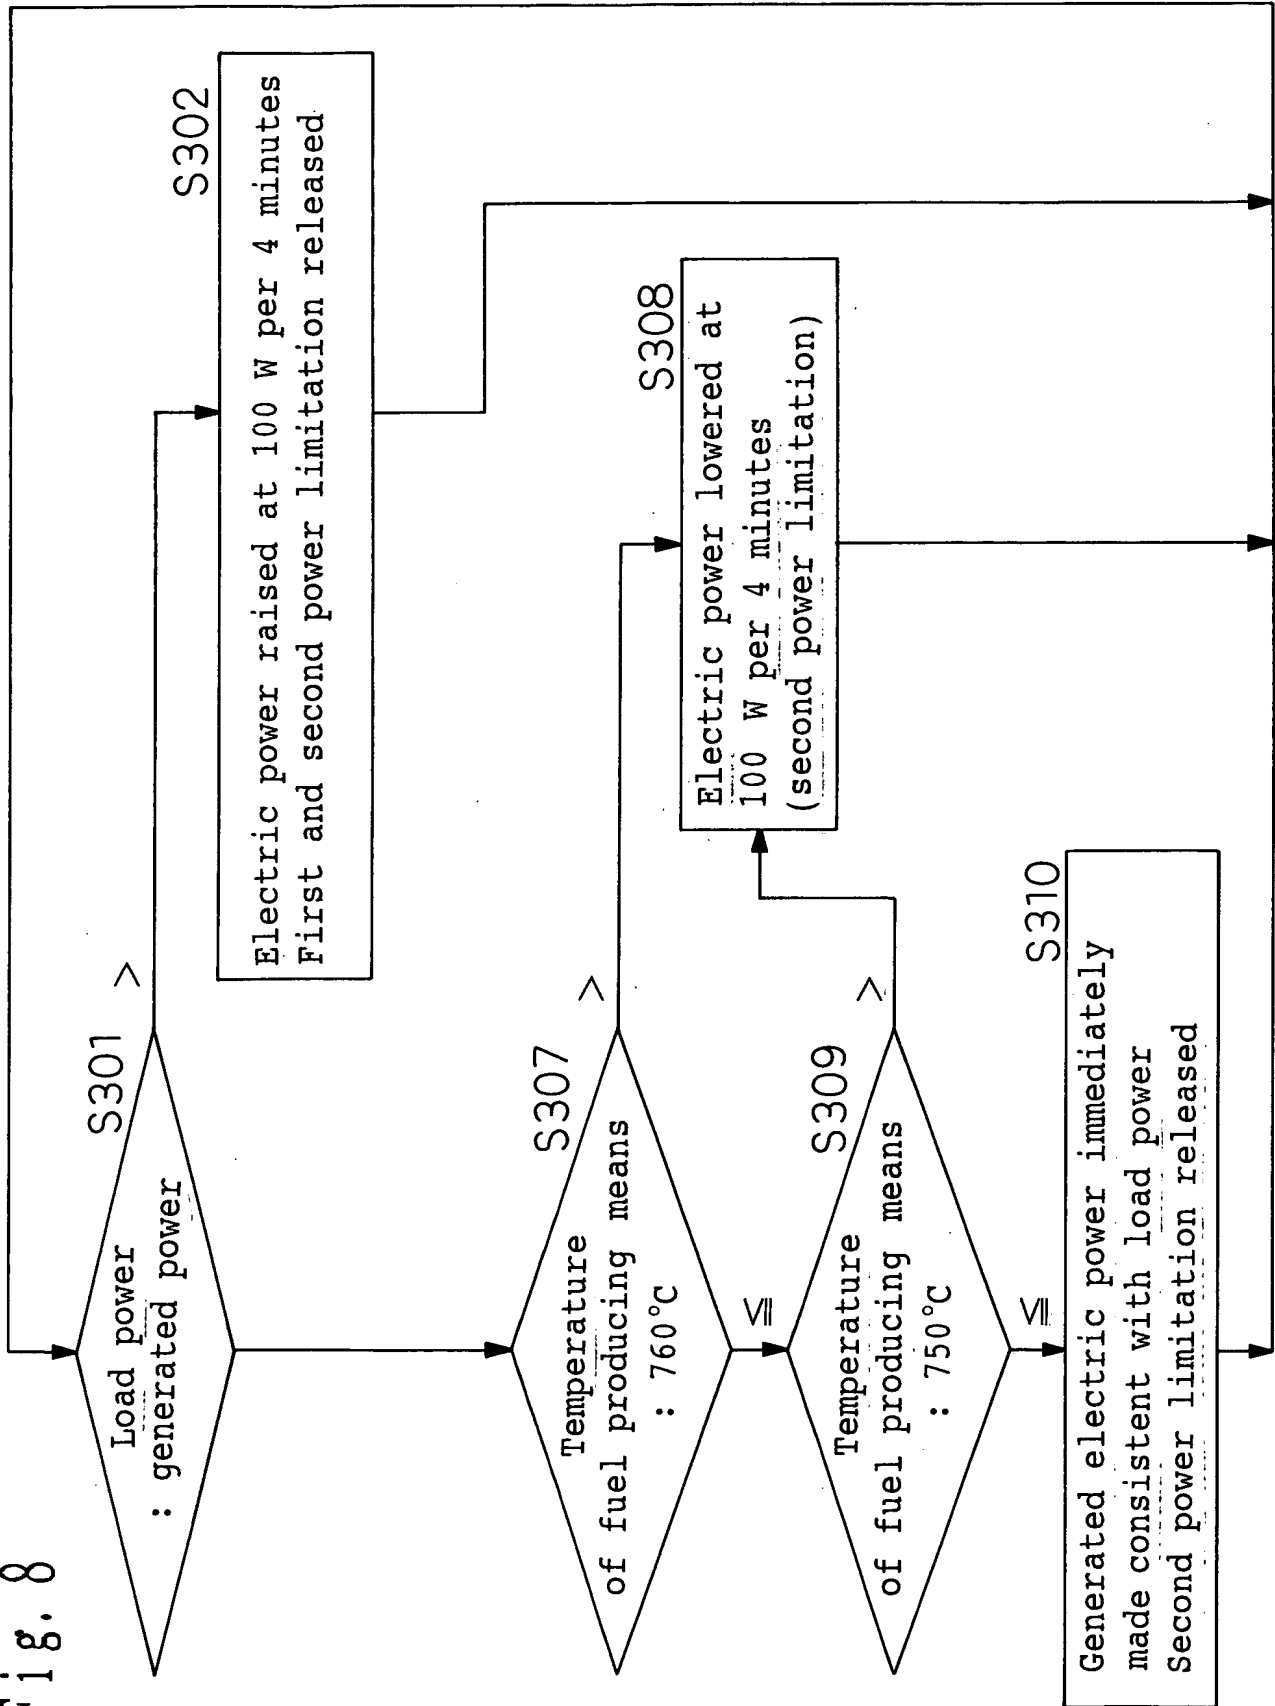 Fig. 8
S301
Load power
: generated power
>
S302
Electric power raised at 100 W per 4 minutes
First and second power limitation released
S307
Temperature
of fuel producing means
: 760°C
>
≦
S308
Electric power lowered at
100 W per 4 minutes
(second power limitation)
S309
Temperature
of fuel producing means
: 750°C
>
≦
S310
Generated electric power immediately
made consistent with load power
Second power limitation released